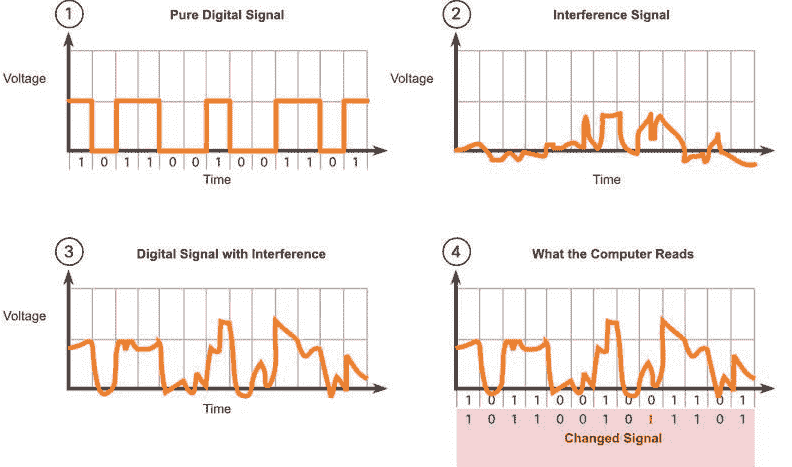 1
Pure Digital Signal
Voltage
1 0 1 1 0 0 1 0 0 1 1 0 1
Time
2
Interference Signal
Voltage
Time
3
Digital Signal with Interference
Voltage
Time
4
What the Computer Reads
1 0 1 1 0 0 1 0 0 1 1 0 1
1 0 1 1 0 0 1 0 1 1 1 0 1
Changed Signal